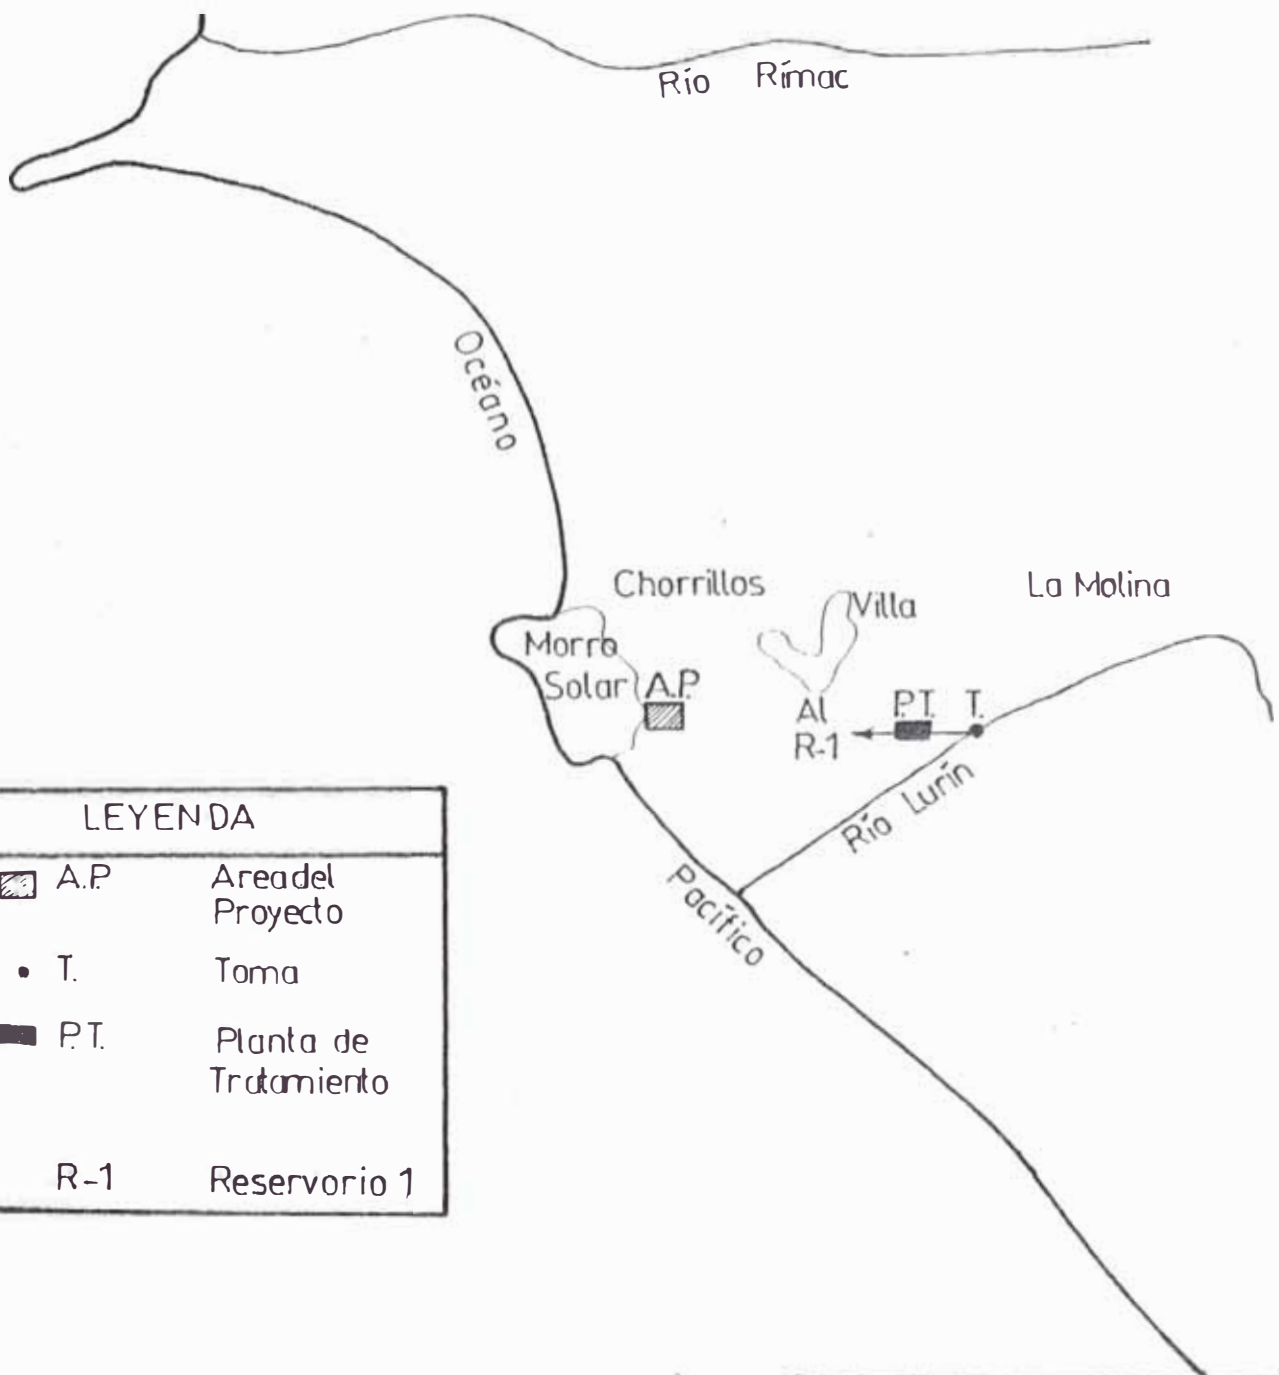 Río Rímac
Océano
Chorrillos
Villa
La Molina
Morro
Solar
A.P.
Al
R-1
P.T.
T.
Río Lurín
Pacífico
LEYENDA
A.P. Area del
Proyecto
T. Toma
P.T. Planta de
Tratamiento
R-1 Reservorio 1